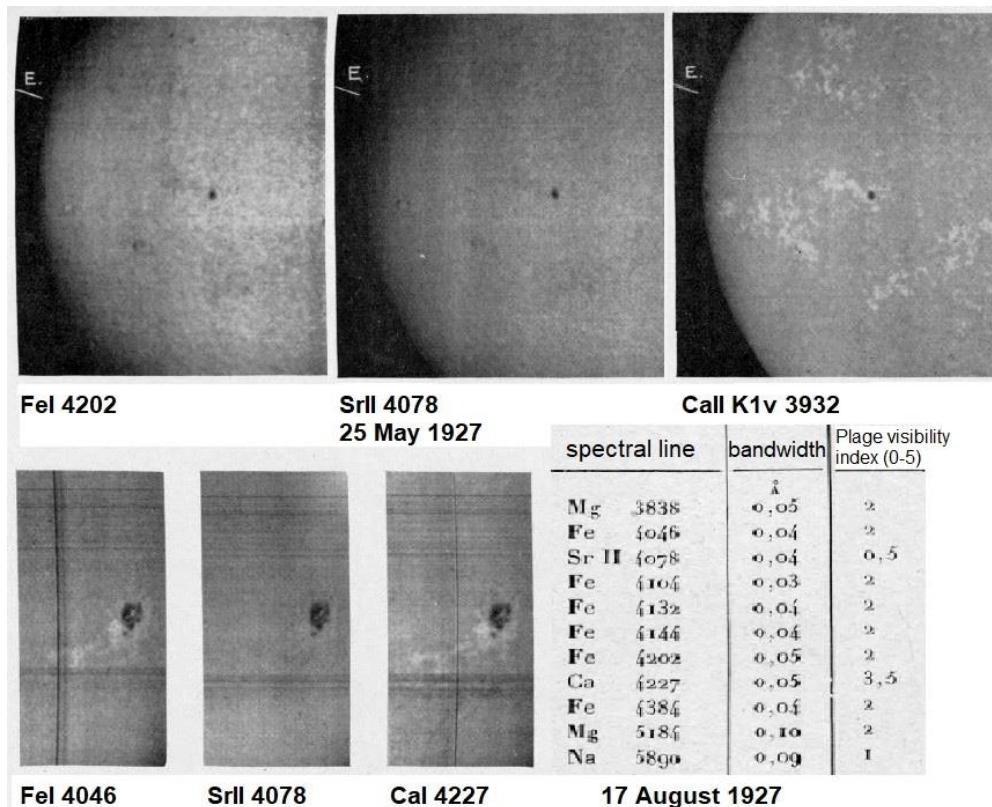 E.
E.
E.
FeI 4202
SrII 4078
25 May 1927
CaII K1v 3932
spectral line bandwidth Plage visibility index (0-5)
Å
Mg 3838 0,05 2
Fe 4046 0,04 2
Sr II 4078 0,04 0,5
Fe 4104 0,03 2
Fe 4132 0,04 2
Fe 4144 0,04 2
Fe 4202 0,05 2
Ca 4227 0,05 3,5
Fe 4384 0,04 2
Mg 5184 0,10 2
Na 5890 0,09 1
FeI 4046
SrII 4078
CaI 4227
17 August 1927